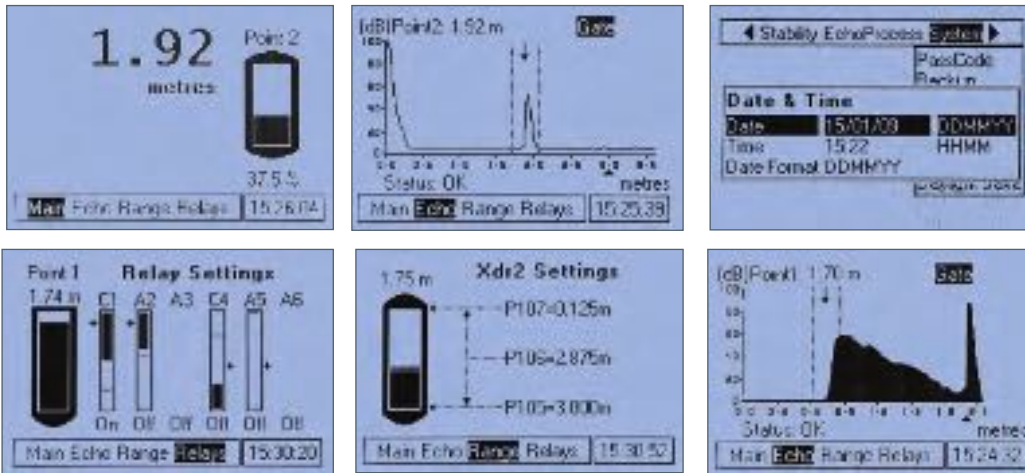 1.92
metres
Point 2
37.5 %
Main Echo Range Relays 15:26:04
(dB)Point2: 1.92 m Gate
Status: OK metres
Main Echo Range Relays 15:25:39
Stability EchoProcess System
PassCode
Backup
Date & Time
Date 15/01/09 DDMMYY
Time 15:22 HHMM
Date Format DDMMYY
Point 1 Relay Settings
1.74 m C1 A2 A3 C4 A5 A6
On Off Off Off Off Off
Main Echo Range Relays 15:30:20
1.75 m Xdr2 Settings
P107=0.125m
P106=2.875m
P105=3.000m
Main Echo Range Relays 15:30:52
(dB)Point1: 1.70 m Gate
Status: OK metres
Main Echo Range Relays 15:24:32